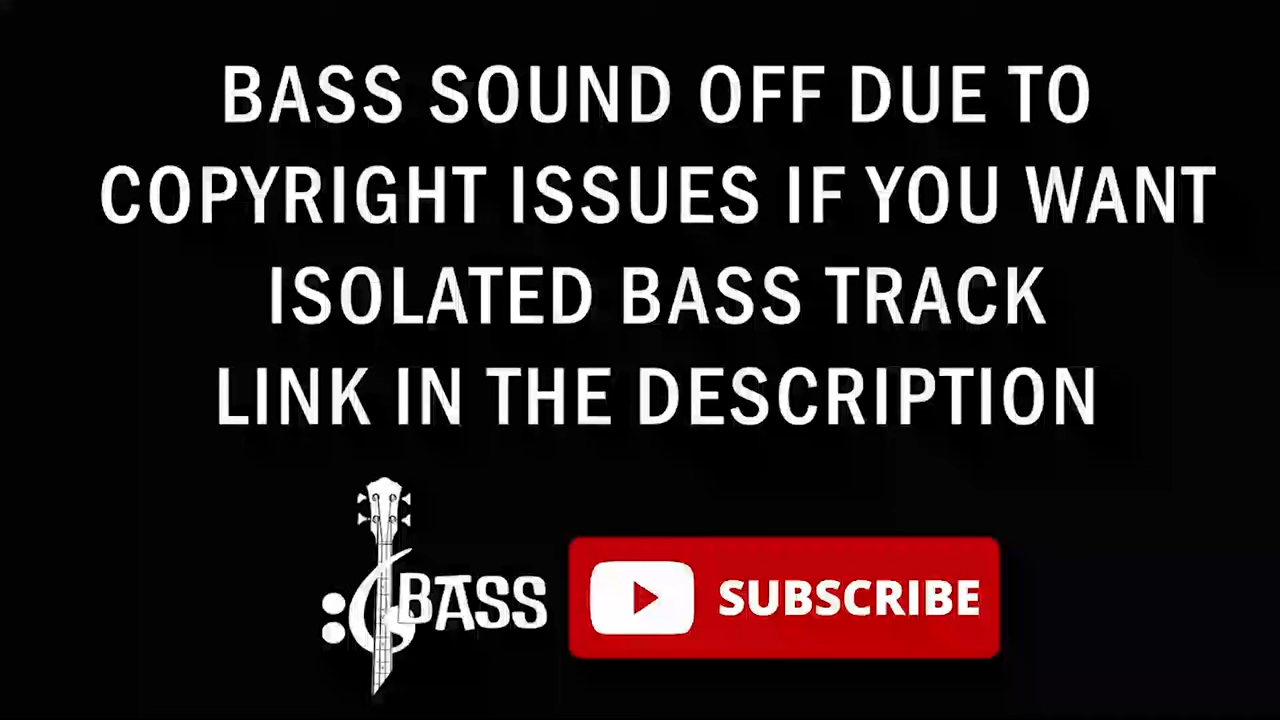 BASS SOUND OFF DUE TO
COPYRIGHT ISSUES IF YOU WANT
ISOLATED BASS TRACK
LINK IN THE DESCRIPTION
BASS
SUBSCRIBE